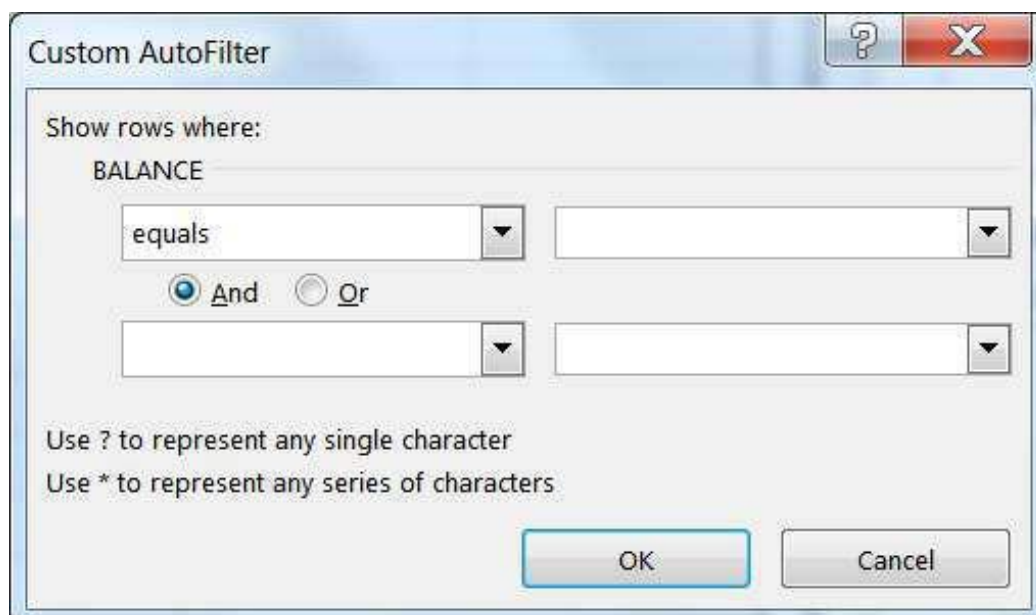 Custom AutoFilter
?
Show rows where:
BALANCE
equals
And Or
Use ? to represent any single character
Use * to represent any series of characters
OK Cancel